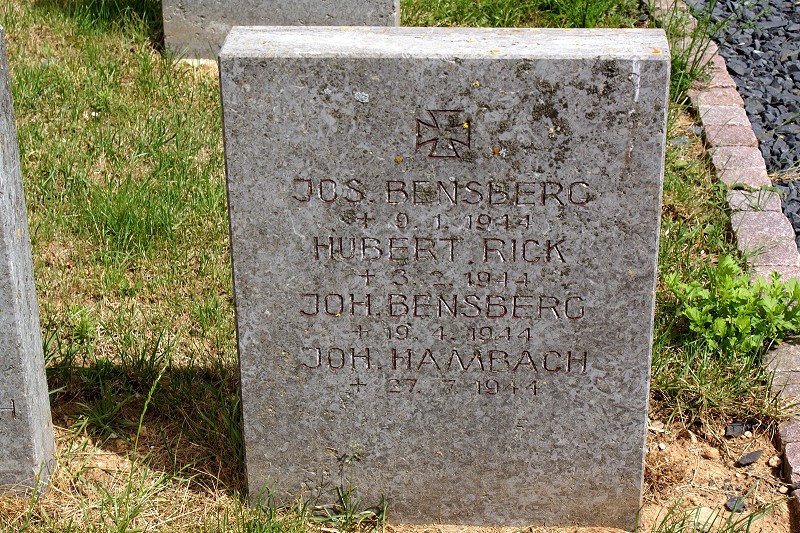 JOS. BENSBERG
+ 9. 1. 1944
HUBERT RICK
+ 3. 2. 1944
JOH. BENSBERG
+ 19. 4. 1944
JOH. HAMBACH
+ 27. 7. 1944
H